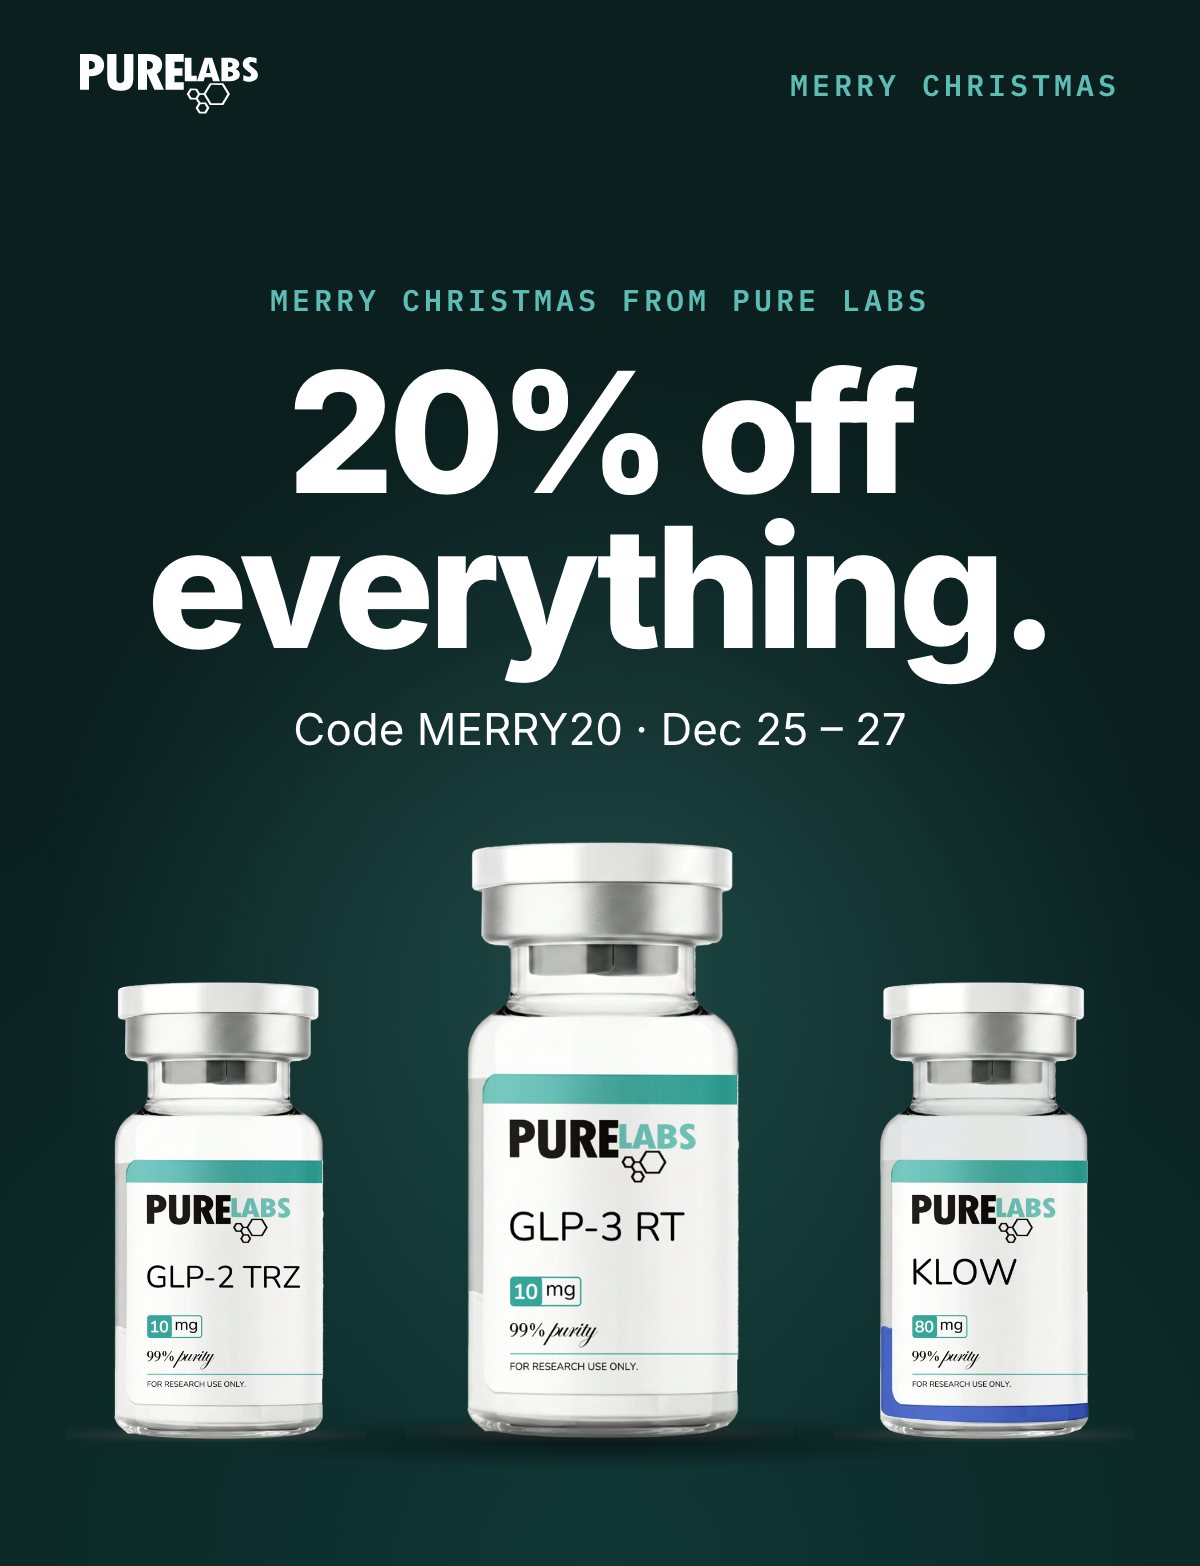 PURELABS
MERRY CHRISTMAS
MERRY CHRISTMAS FROM PURE LABS
20% off
everything.
Code MERRY20 · Dec 25 – 27
PURELABS
GLP-2 TRZ
10 mg
99% purity
FOR RESEARCH USE ONLY.
PURELABS
GLP-3 RT
10 mg
99% purity
FOR RESEARCH USE ONLY.
PURELABS
KLOW
80 mg
99% purity
FOR RESEARCH USE ONLY.